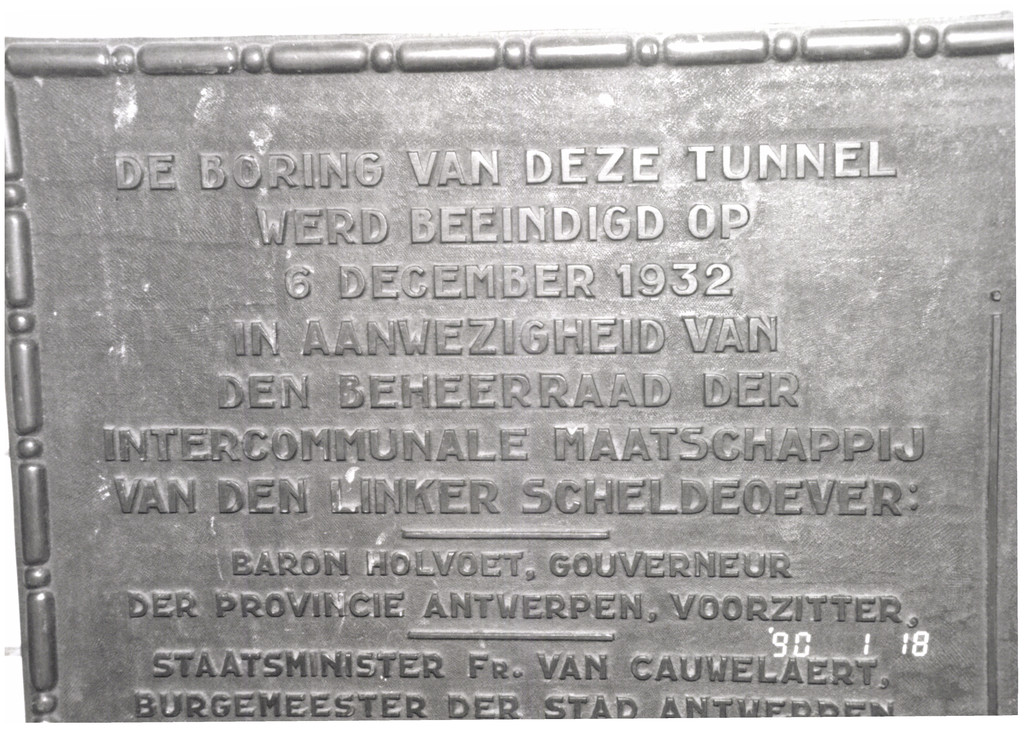 DE BORING VAN DEZE TUNNEL
WERD BEEINDIGD OP
6 DECEMBER 1932
IN AANWEZIGHEID VAN
DEN BEHEERRAAD DER
INTERCOMMUNALE MAATSCHAPPIJ
VAN DEN LINKER SCHELDEOEVER:
BARON HOLVOET, GOUVERNEUR
DER PROVINCIE ANTWERPEN, VOORZITTER,
'90 1 18
STAATSMINISTER FR. VAN CAUWELAERT,
BURGEMEESTER DER STAD ANTWERPEN